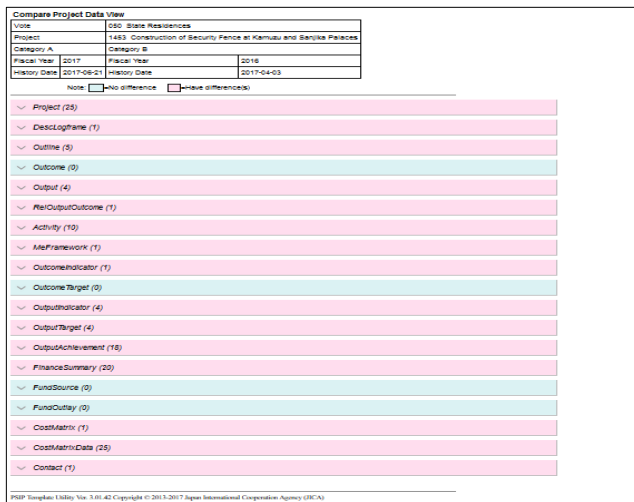 Compare Project Data View
Vote 050 State Residences
Project 1453 Construction of Security Fence at Kamuzu and Sanjika Palaces
Category A Category B
Fiscal Year 2017 Fiscal Year 2016
History Date 2017-06-21 History Date 2017-04-03
Note: =No difference =Have difference(s)
Project (25)
DescLogframe (1)
Outline (5)
Outcome (0)
Output (4)
RelOutputOutcome (1)
Activity (10)
MeFramework (1)
OutcomeIndicator (1)
OutcomeTarget (0)
OutputIndicator (4)
OutputTarget (4)
OutputAchievement (18)
FinanceSummary (20)
FundSource (0)
FundOutlay (0)
CostMatrix (1)
CostMatrixData (25)
Contact (1)
PSIP Template Utility Ver. 3.01.42 Copyright © 2013-2017 Japan International Cooperation Agency (JICA)